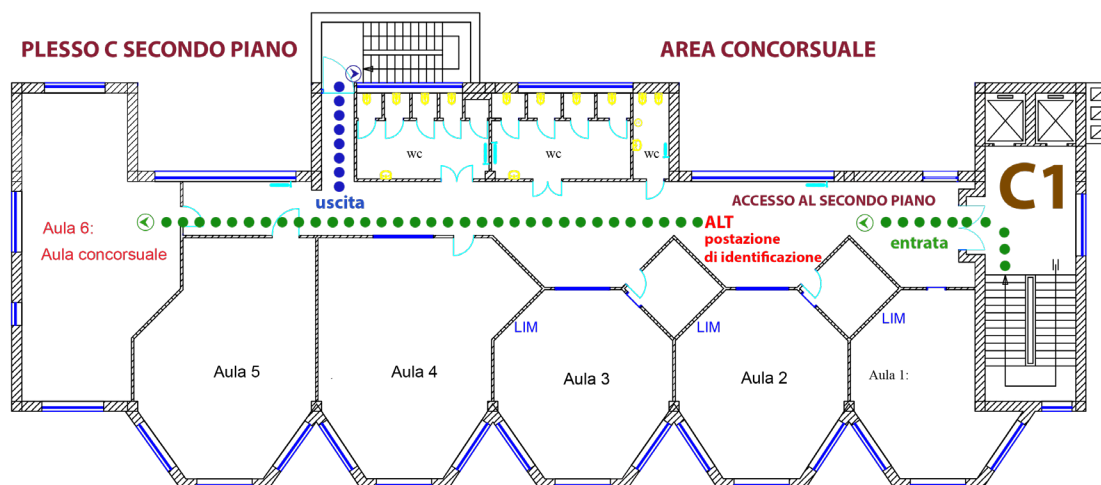 PLESSO C SECONDO PIANO
AREA CONCORSUALE
wc
wc
wc
C1
uscita
ACCESSO AL SECONDO PIANO
ALT
postazione
di identificazione
entrata
Aula 6:
Aula concorsuale
LIM
LIM
LIM
Aula 5
Aula 4
Aula 3
Aula 2
Aula 1: